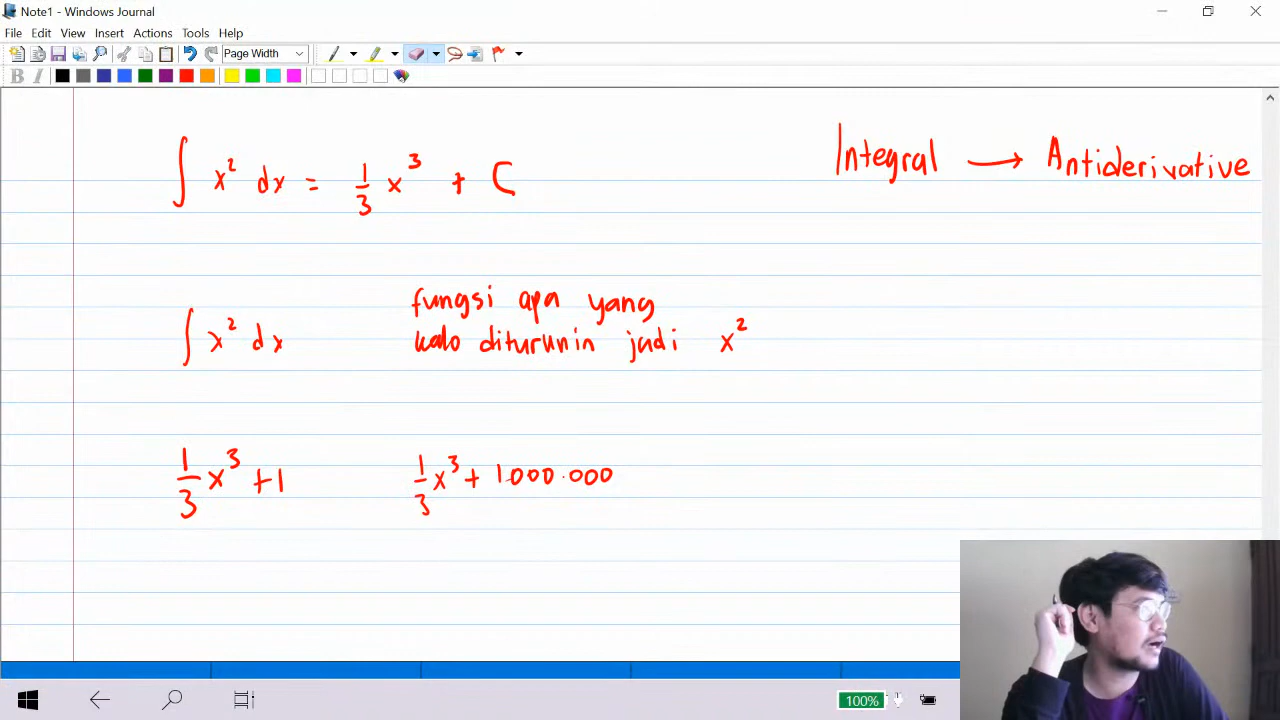 Note1 - Windows Journal
File Edit View Insert Actions Tools Help
Page Width
B I
∫ x² dx = 1/3 x³ + C
Integral → Antiderivative
∫ x² dx
fungsi apa yang
kalo diturunin jadi x²
1/3 x³ + 1
1/3 x³ + 1.000.000
100%